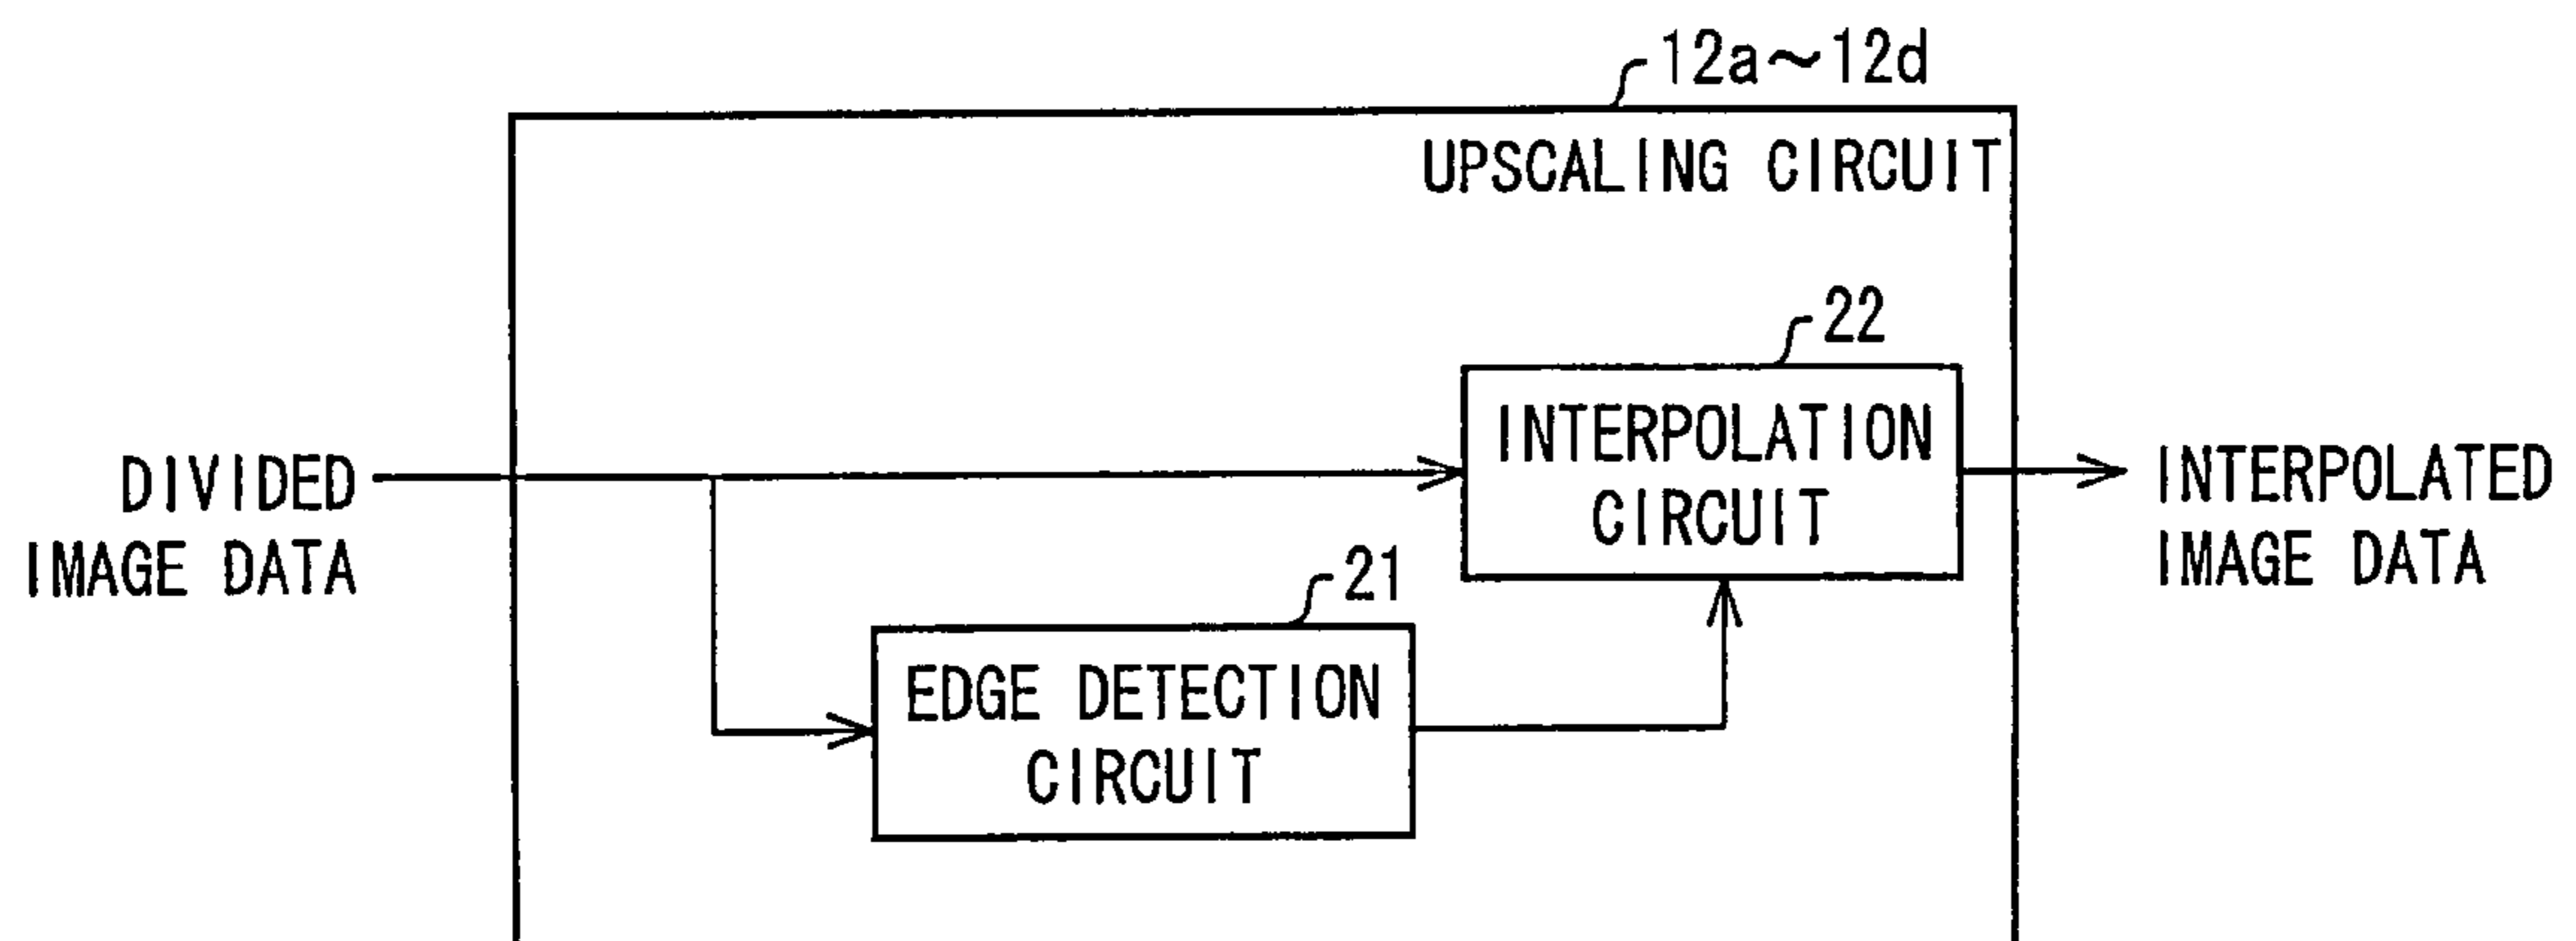 12a~12d
UPSCALING CIRCUIT
22
INTERPOLATION
CIRCUIT
DIVIDED
IMAGE DATA
INTERPOLATED
IMAGE DATA
21
EDGE DETECTION
CIRCUIT